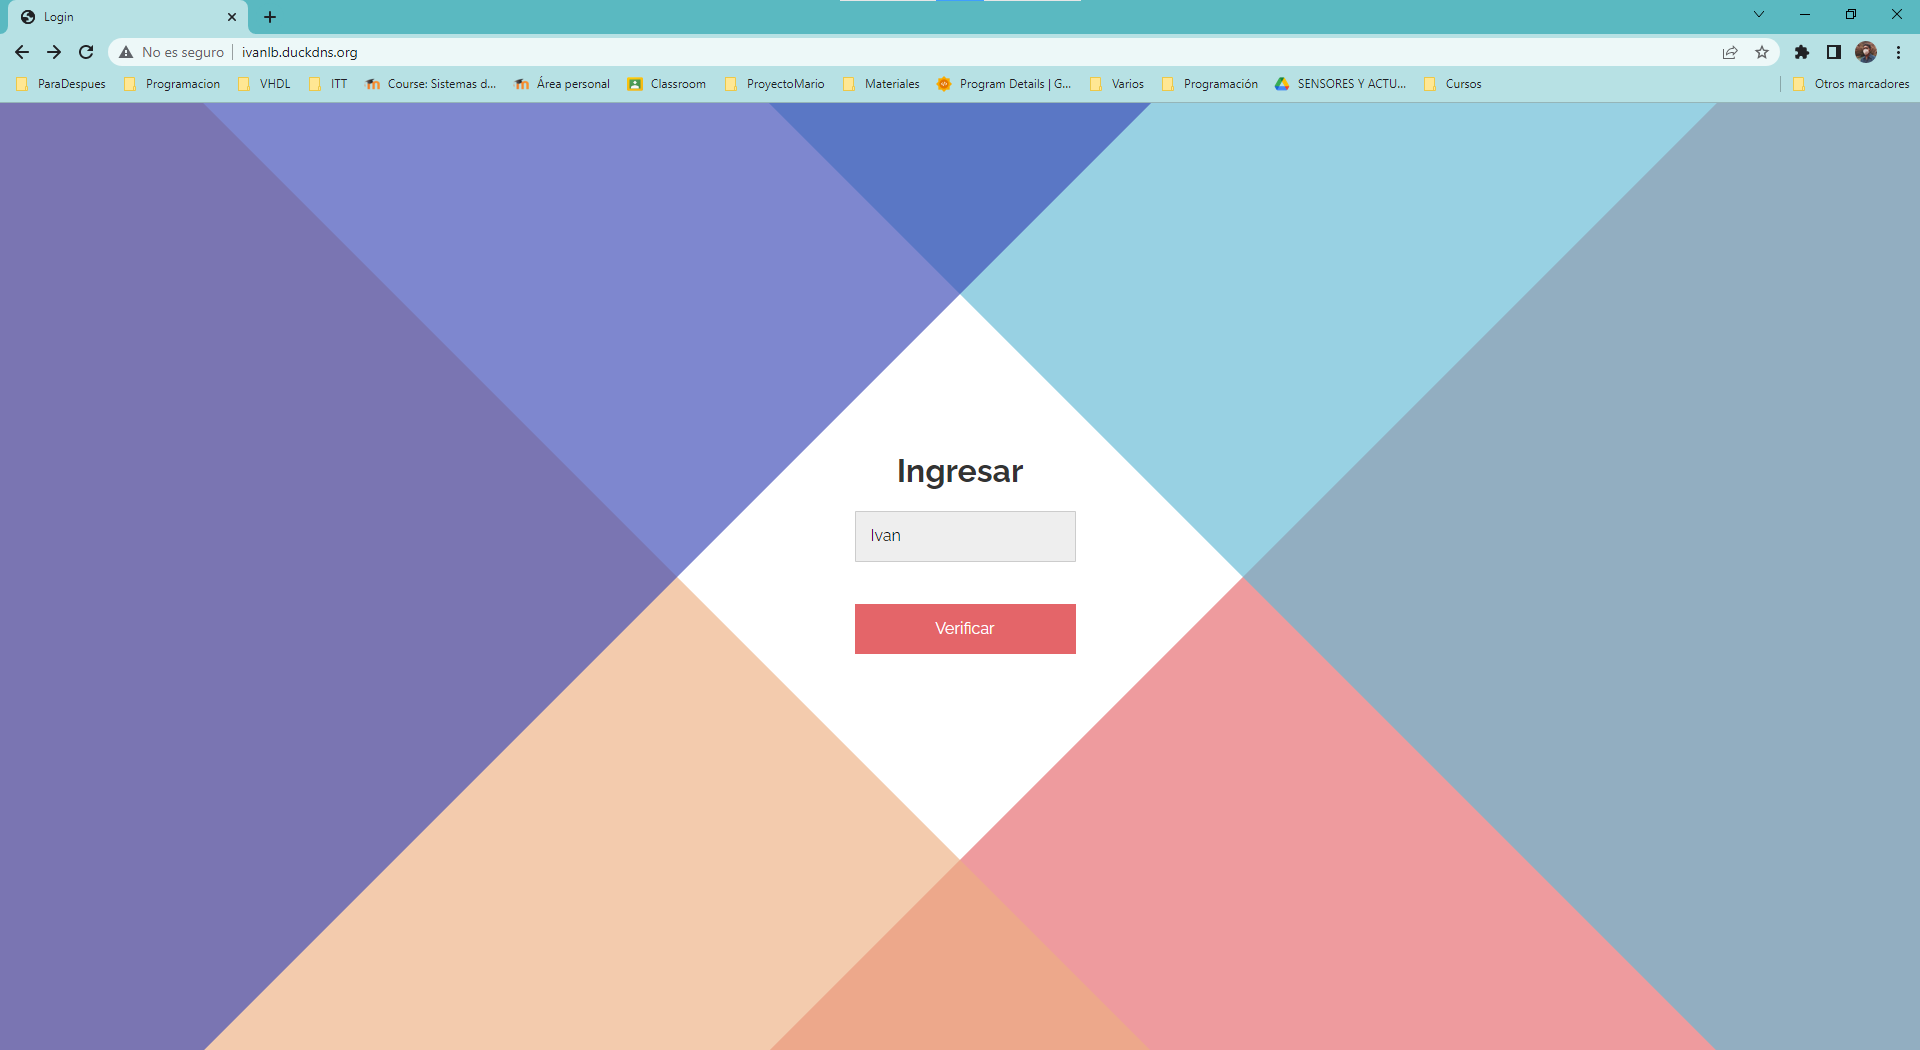 Login
No es seguro ivanlb.duckdns.org
ParaDespues Programacion VHDL ITT Course: Sistemas d... Área personal Classroom ProyectoMario Materiales Program Details | G... Varios Programación SENSORES Y ACTU... Cursos Otros marcadores
Ingresar
Ivan
Verificar